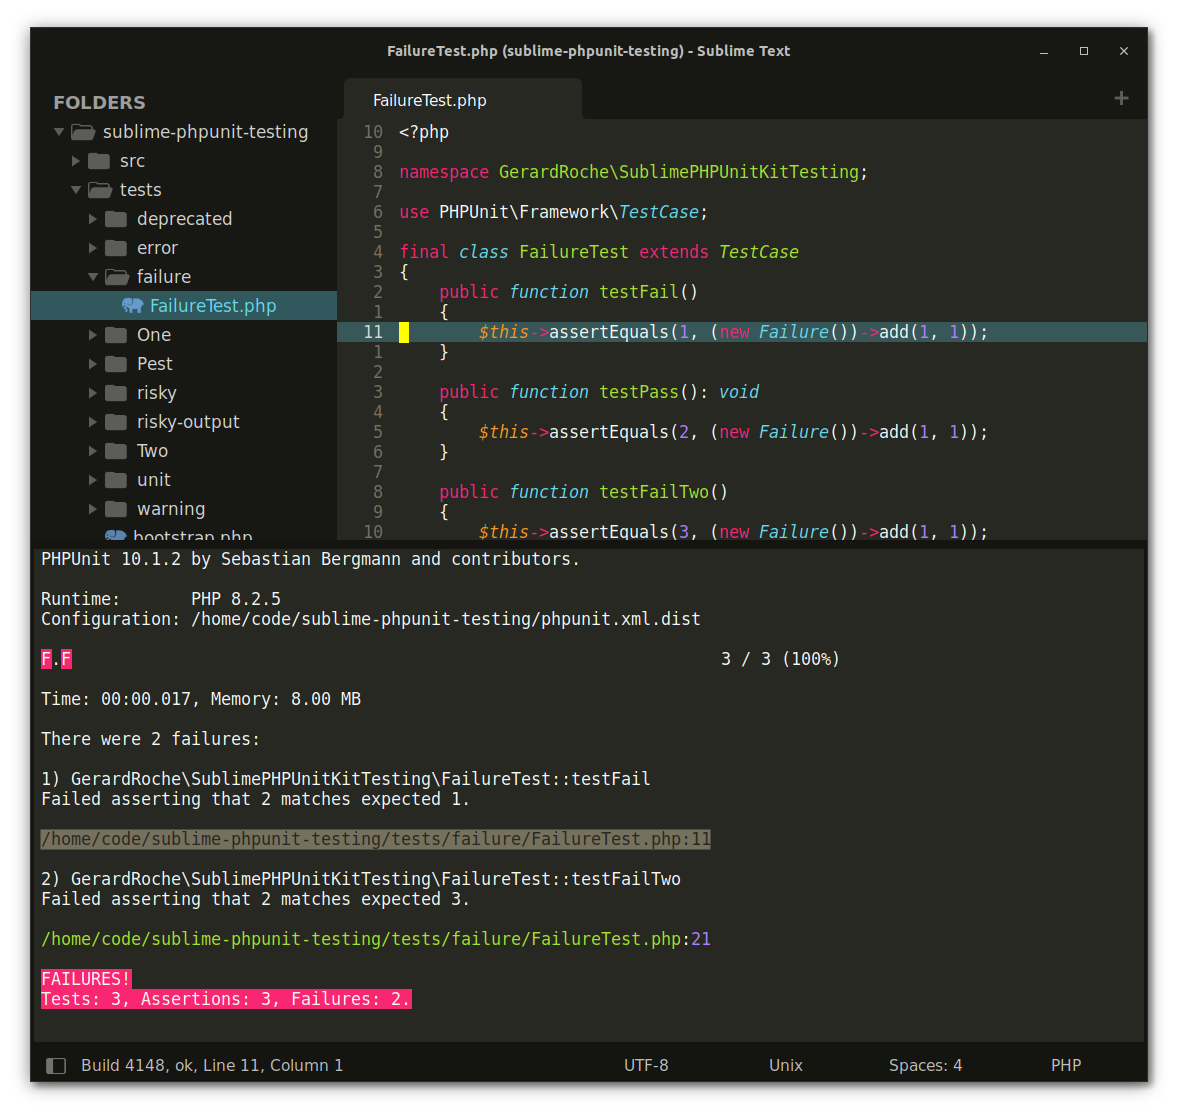 FailureTest.php (sublime-phpunit-testing) - Sublime Text
FOLDERS
sublime-phpunit-testing
src
tests
deprecated
error
failure
FailureTest.php
One
Pest
risky
risky-output
Two
unit
warning
bootstrap.php
FailureTest.php
+
10 <?php
9
8 namespace GerardRoche\SublimePHPUnitKitTesting;
7
6 use PHPUnit\Framework\TestCase;
5
4 final class FailureTest extends TestCase
3 {
2     public function testFail()
1     {
11         $this->assertEquals(1, (new Failure())->add(1, 1));
1     }
2
3     public function testPass(): void
4     {
5         $this->assertEquals(2, (new Failure())->add(1, 1));
6     }
7
8     public function testFailTwo()
9     {
10         $this->assertEquals(3, (new Failure())->add(1, 1));
PHPUnit 10.1.2 by Sebastian Bergmann and contributors.
Runtime:       PHP 8.2.5
Configuration: /home/code/sublime-phpunit-testing/phpunit.xml.dist
F.F 3 / 3 (100%)
Time: 00:00.017, Memory: 8.00 MB
There were 2 failures:
1) GerardRoche\SublimePHPUnitKitTesting\FailureTest::testFail
Failed asserting that 2 matches expected 1.
/home/code/sublime-phpunit-testing/tests/failure/FailureTest.php:11
2) GerardRoche\SublimePHPUnitKitTesting\FailureTest::testFailTwo
Failed asserting that 2 matches expected 3.
/home/code/sublime-phpunit-testing/tests/failure/FailureTest.php:21
FAILURES!
Tests: 3, Assertions: 3, Failures: 2.
Build 4148, ok, Line 11, Column 1 UTF-8 Unix Spaces: 4 PHP